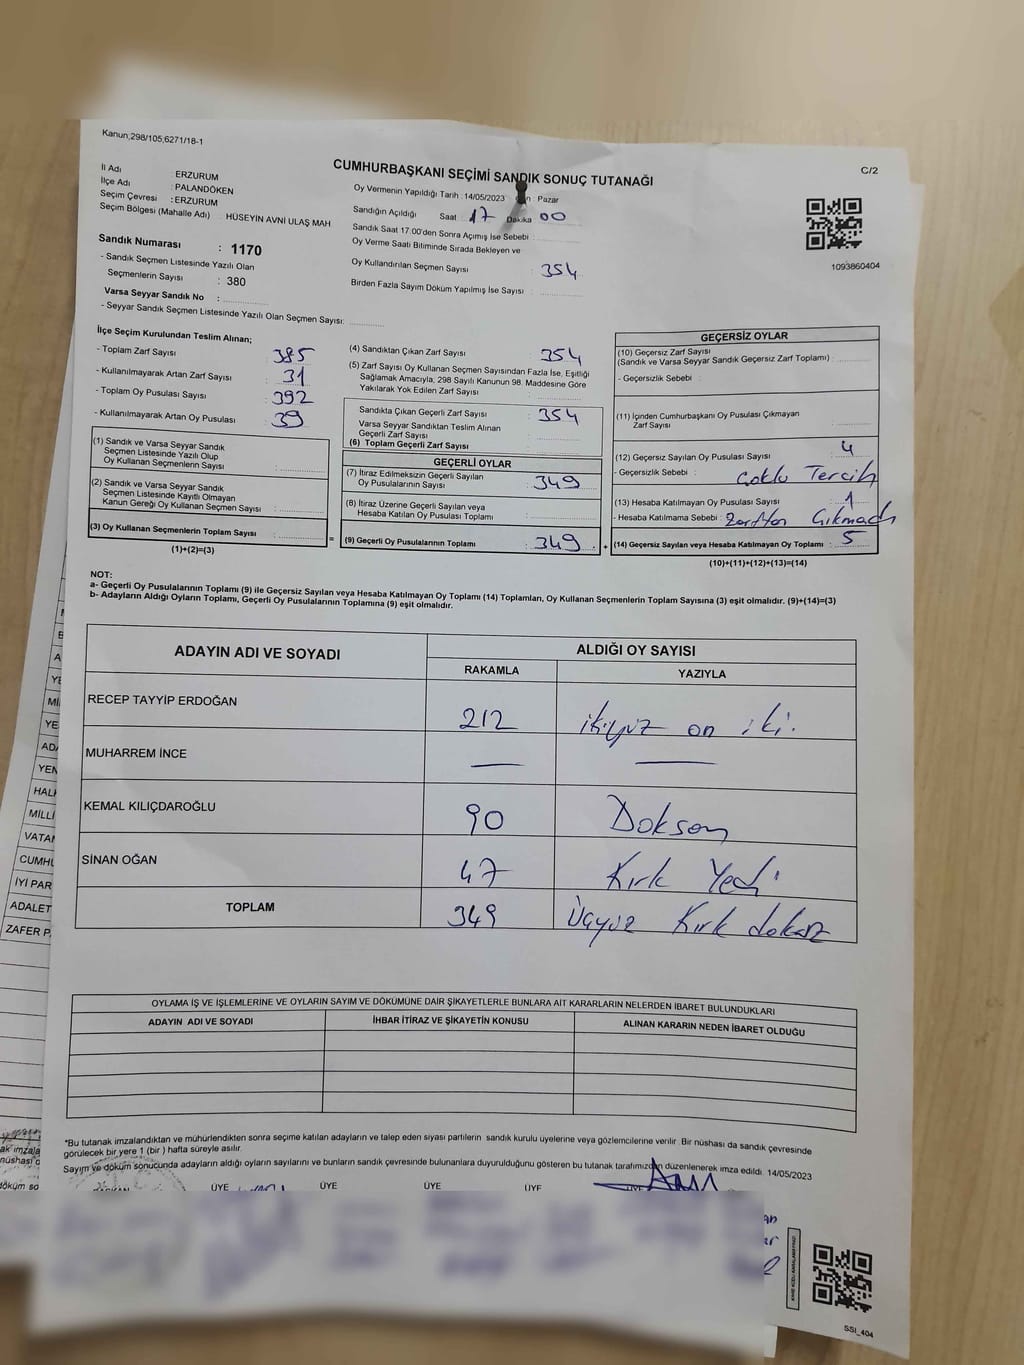 Kanun,298/105,6271/18-1
CUMHURBAŞKANI SEÇİMİ SANDIK SONUÇ TUTANAĞI
C/2
İl Adı : ERZURUM
İlçe Adı : PALANDÖKEN
Seçim Çevresi : ERZURUM
Seçim Bölgesi (Mahalle Adı) : HÜSEYİN AVNİ ULAŞ MAH
Sandık Numarası : 1170
- Sandık Seçmen Listesinde Yazılı Olan
Seçmenlerin Sayısı : 380
Varsa Seyyar Sandık No :
- Seyyar Sandık Seçmen Listesinde Yazılı Olan Seçmen Sayısı:
Oy Vermenin Yapıldığı Tarih : 14/05/2023 Pazar
Sandığın Açıldığı Saat 17 Dakika 00
Sandık Saat 17:00'den Sonra Açımış İse Sebebi :
Oy Verme Saati Bitiminde Sırada Bekleyen ve
Oy Kullandırılan Seçmen Sayısı : 354
Birden Fazla Sayım Döküm Yapılmış İse Sayısı :
1093860404
İlçe Seçim Kurulundan Teslim Alınan;
- Toplam Zarf Sayısı : 385
- Kullanılmayarak Artan Zarf Sayısı : 31
- Toplam Oy Pusulası Sayısı : 392
- Kullanılmayarak Artan Oy Pusulası : 39
(1) Sandık ve Varsa Seyyar Sandık
Seçmen Listesinde Yazılı Olup
Oy Kullanan Seçmenlerin Sayısı :
(2) Sandık ve Varsa Seyyar Sandık
Seçmen Listesinde Kayıtlı Olmayan
Kanun Gereği Oy Kullanan Seçmen Sayısı :
(3) Oy Kullanan Seçmenlerin Toplam Sayısı : =
(1)+(2)=(3)
(4) Sandıktan Çıkan Zarf Sayısı : 354
(5) Zarf Sayısı Oy Kullanan Seçmen Sayısından Fazla İse, Eşitliği
Sağlamak Amacıyla, 298 Sayılı Kanunun 98. Maddesine Göre
Yakılarak Yok Edilen Zarf Sayısı :
Sandıkta Çıkan Geçerli Zarf Sayısı : 354
Varsa Seyyar Sandıktan Teslim Alınan
Geçerli Zarf Sayısı :
(6) Toplam Geçerli Zarf Sayısı :
GEÇERLİ OYLAR
(7) İtiraz Edilmeksizin Geçerli Sayılan
Oy Pusulalarının Sayısı : 349
(8) İtiraz Üzerine Geçerli Sayılan veya
Hesaba Katılan Oy Pusulası Toplamı :
(9) Geçerli Oy Pusulalarının Toplamı : 349 +
GEÇERSİZ OYLAR
(10) Geçersiz Zarf Sayısı
(Sandık ve Varsa Seyyar Sandık Geçersiz Zarf Toplamı) :
- Geçersizlik Sebebi :
(11) İçinden Cumhurbaşkanı Oy Pusulası Çıkmayan
Zarf Sayısı :
(12) Geçersiz Sayılan Oy Pusulası Sayısı : 4
- Geçersizlik Sebebi : Çoklu Tercih
(13) Hesaba Katılmayan Oy Pusulası Sayısı : 1
- Hesaba Katılmama Sebebi : Zarftan Çıkmadı
(14) Geçersiz Sayılan veya Hesaba Katılmayan Oy Toplamı : 5
(10)+(11)+(12)+(13)=(14)
NOT:
a- Geçerli Oy Pusulalarının Toplamı (9) ile Geçersiz Sayılan veya Hesaba Katılmayan Oy Toplamı (14) Toplamları, Oy Kullanan Seçmenlerin Toplam Sayısına (3) eşit olmalıdır. (9)+(14)=(3)
b- Adayların Aldığı Oyların Toplamı, Geçerli Oy Pusulalarının Toplamına (9) eşit olmalıdır.
ADAYIN ADI VE SOYADI ALDIĞI OY SAYISI
RAKAMLA YAZIYLA
RECEP TAYYİP ERDOĞAN 212 ikiyüz on iki.
MUHARREM İNCE — —
KEMAL KILIÇDAROĞLU 90 Doksan
SİNAN OĞAN 47 Kırk Yedi
TOPLAM 349 Üçyüz Kırk dokuz
YE
MI
YE
ADA
YEN
HAL
MİLLİ
VATAN
CUMHU
İYİ PAR
ADALET
ZAFER P
OYLAMA İŞ VE İŞLEMLERİNE VE OYLARIN SAYIM VE DÖKÜMÜNE DAİR ŞİKAYETLERLE BUNLARA AİT KARARLARIN NELERDEN İBARET BULUNDUKLARI
ADAYIN ADI VE SOYADI İHBAR İTİRAZ VE ŞİKAYETİN KONUSU ALINAN KARARIN NEDEN İBARET OLDUĞU
*Bu tutanak imzalandıktan ve mühürlendikten sonra seçime katılan adayların ve talep eden siyasi partilerin sandık kurulu üyelerine veya gözlemcilerine verilir. Bir nüshası da sandık çevresinde
görülecek bir yere 1 (bir ) hafta süreyle asılır.
Sayım ve döküm sonucunda adayların aldığı oyların sayılarını ve bunların sandık çevresinde bulunanlara duyurulduğunu gösteren bu tutanak tarafımızdan düzenlenerek imza edildi. 14/05/2023
ÜYE ÜYE ÜYE ÜYE ÜYE
SSI_404